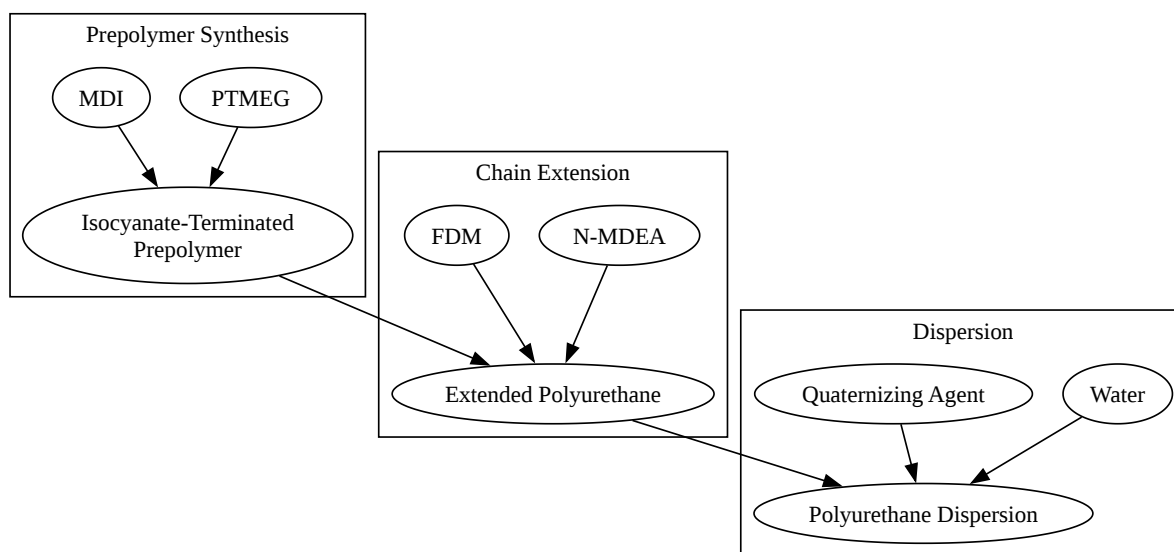 Prepolymer Synthesis
MDI
PTMEG
Isocyanate-Terminated
Prepolymer
Chain Extension
FDM
N-MDEA
Extended Polyurethane
Dispersion
Quaternizing Agent
Water
Polyurethane Dispersion